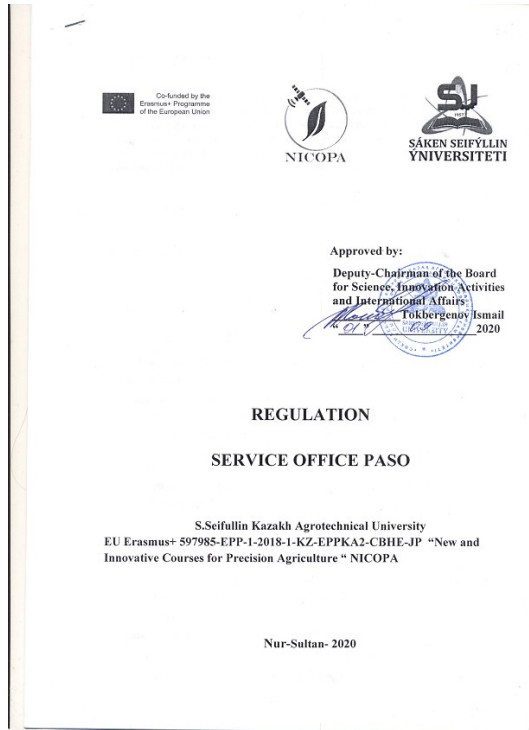 Co-funded by the
Erasmus+ Programme
of the European Union
NICOPA
SÁKEN SEIFÝLLIN
ÝNIVERSITETI
Approved by:
Deputy-Chairman of the Board
for Science, Innovation Activities
and International Affairs
Tokbergenov Ismail
"01" 2020
REGULATION
SERVICE OFFICE PASO
S.Seifullin Kazakh Agrotechnical University
EU Erasmus+ 597985-EPP-1-2018-1-KZ-EPPKA2-CBHE-JP “New and
Innovative Courses for Precision Agriculture “ NICOPA
Nur-Sultan- 2020